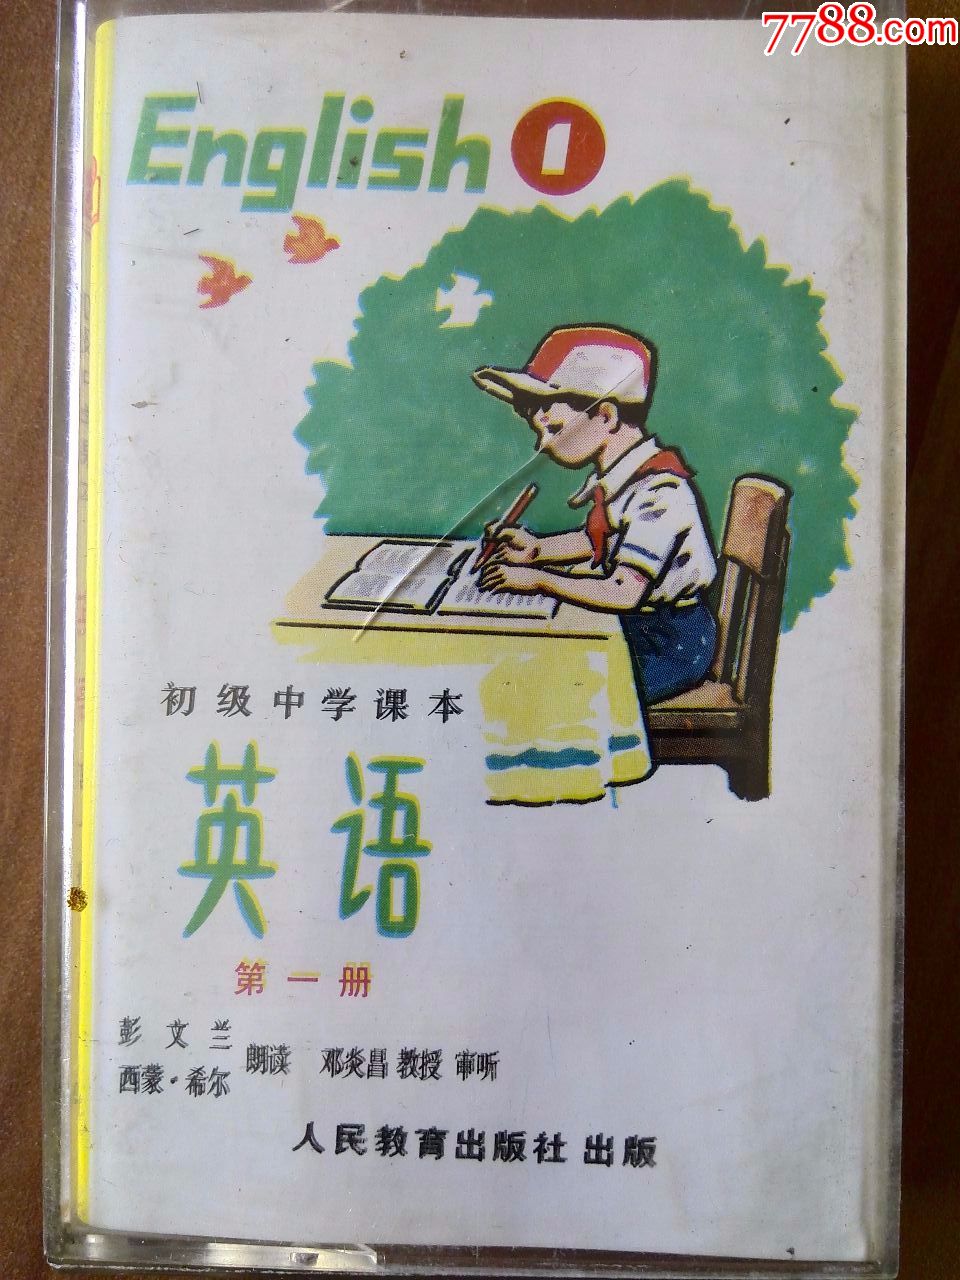 7788.com
English 1
初级中学课本
英语
第一册
彭文兰
西蒙·希尔
朗读 邓炎昌 教授 审听
人民教育出版社 出版